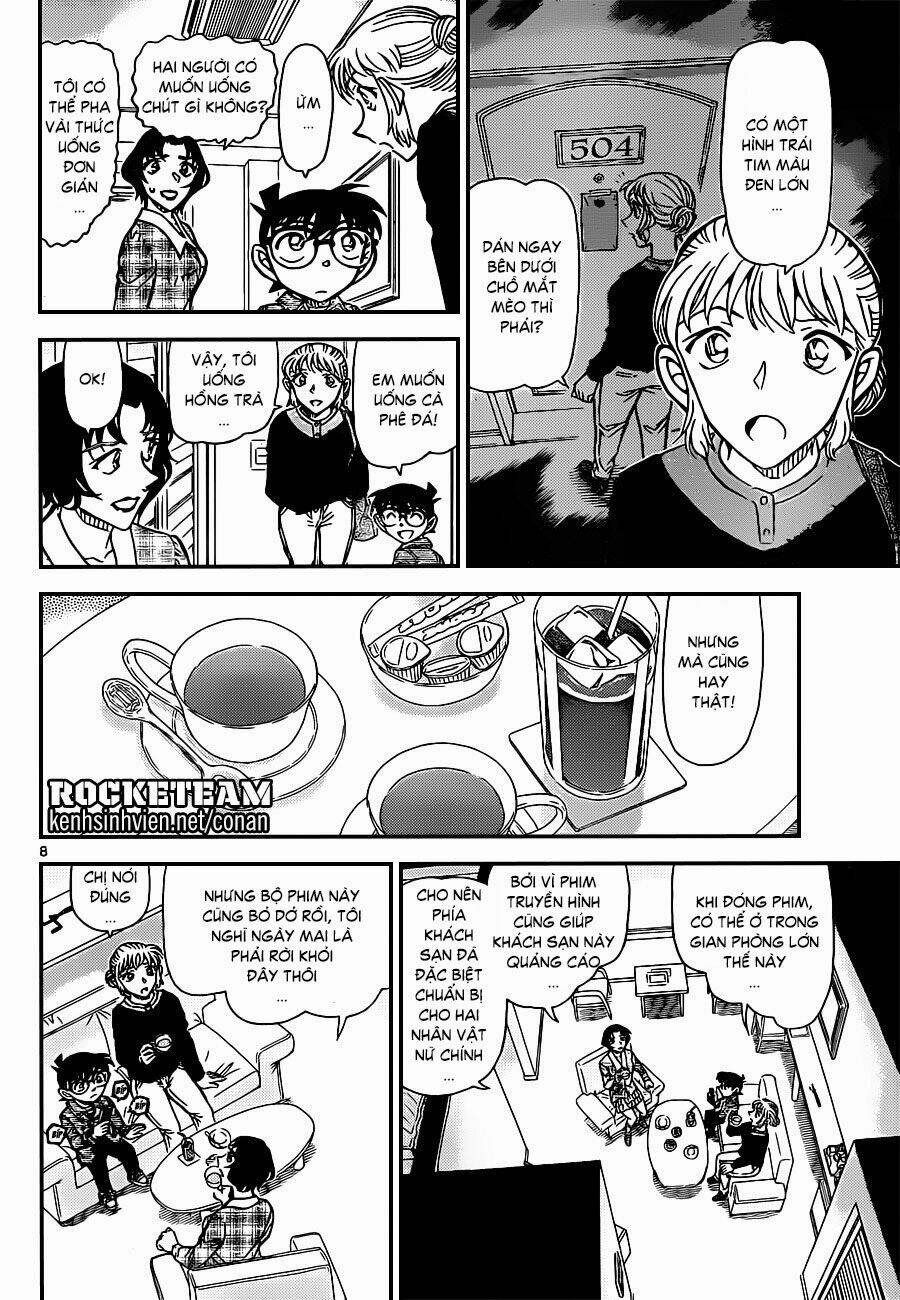 CÓ MỘT
HÌNH TRÁI
TIM MÀU
ĐEN LỚN
504
DÁN NGAY
BÊN DƯỚI
CHỖ MẮT
MÈO THÌ
PHẢI?
ỪM
...
HAI NGƯỜI CÓ
MUỐN UỐNG
CHÚT GÌ KHÔNG?
TÔI CÓ
THỂ PHA
VÀI THỨC
UỐNG
ĐƠN
GIẢN
...
EM MUỐN
UỐNG CÀ
PHÊ ĐÁ!
VẬY, TÔI
UỐNG
HỒNG TRÀ
...
OK!
NHƯNG
MÀ CŨNG
HAY
THẬT!
ROCKETEAM
kenhsinhvien.net/conan
8
KHI ĐÓNG PHIM,
CÓ THỂ Ở TRONG
GIAN PHÒNG LỚN
THẾ NÀY
...
BỞI VÌ PHIM
TRUYỀN HÌNH
CŨNG GIÚP
KHÁCH SẠN NÀY
QUẢNG CÁO
...
CHO NÊN
PHÍA
KHÁCH
SẠN ĐÃ
ĐẶC BIỆT
CHUẨN BỊ
CHO HAI
NHÂN VẬT
NỮ CHÍNH
...
NHƯNG BỘ PHIM NÀY
CŨNG BỎ DỞ RỒI, TÔI
NGHĨ NGÀY MAI LÀ
PHẢI RỜI KHỎI
ĐÂY THÔI
...
CHỊ NÓI
ĐÚNG
...
BÍP
BÍP
BÍP